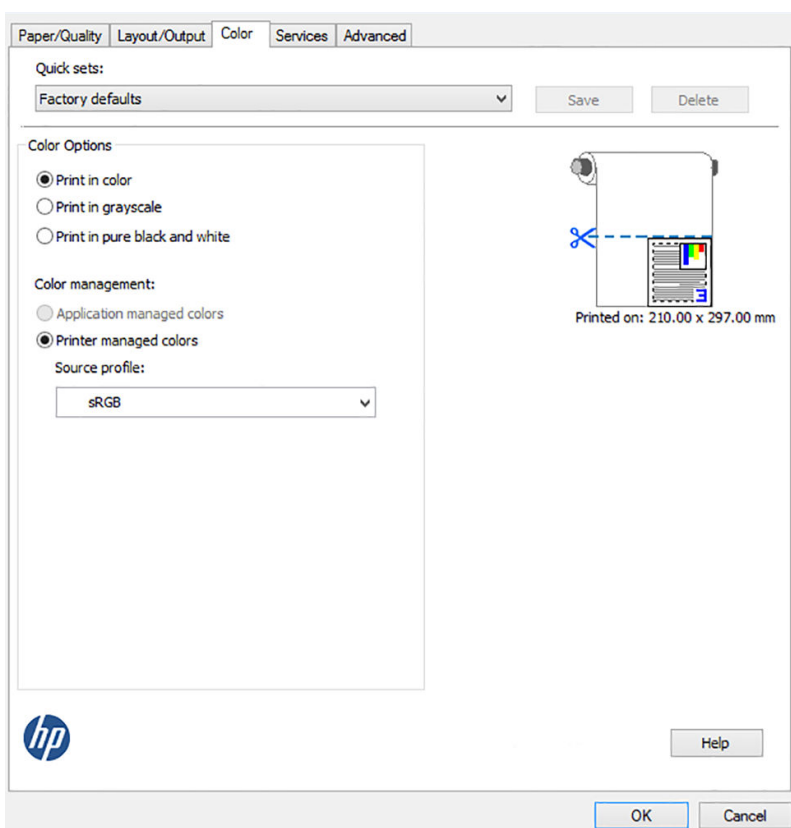 Paper/Quality Layout/Output Color Services Advanced
Quick sets:
Factory defaults Save Delete
Color Options
Print in color
Print in grayscale
Print in pure black and white
Color management:
Application managed colors
Printer managed colors
Source profile:
sRGB
E
Printed on: 210.00 x 297.00 mm
hp
Help
OK Cancel